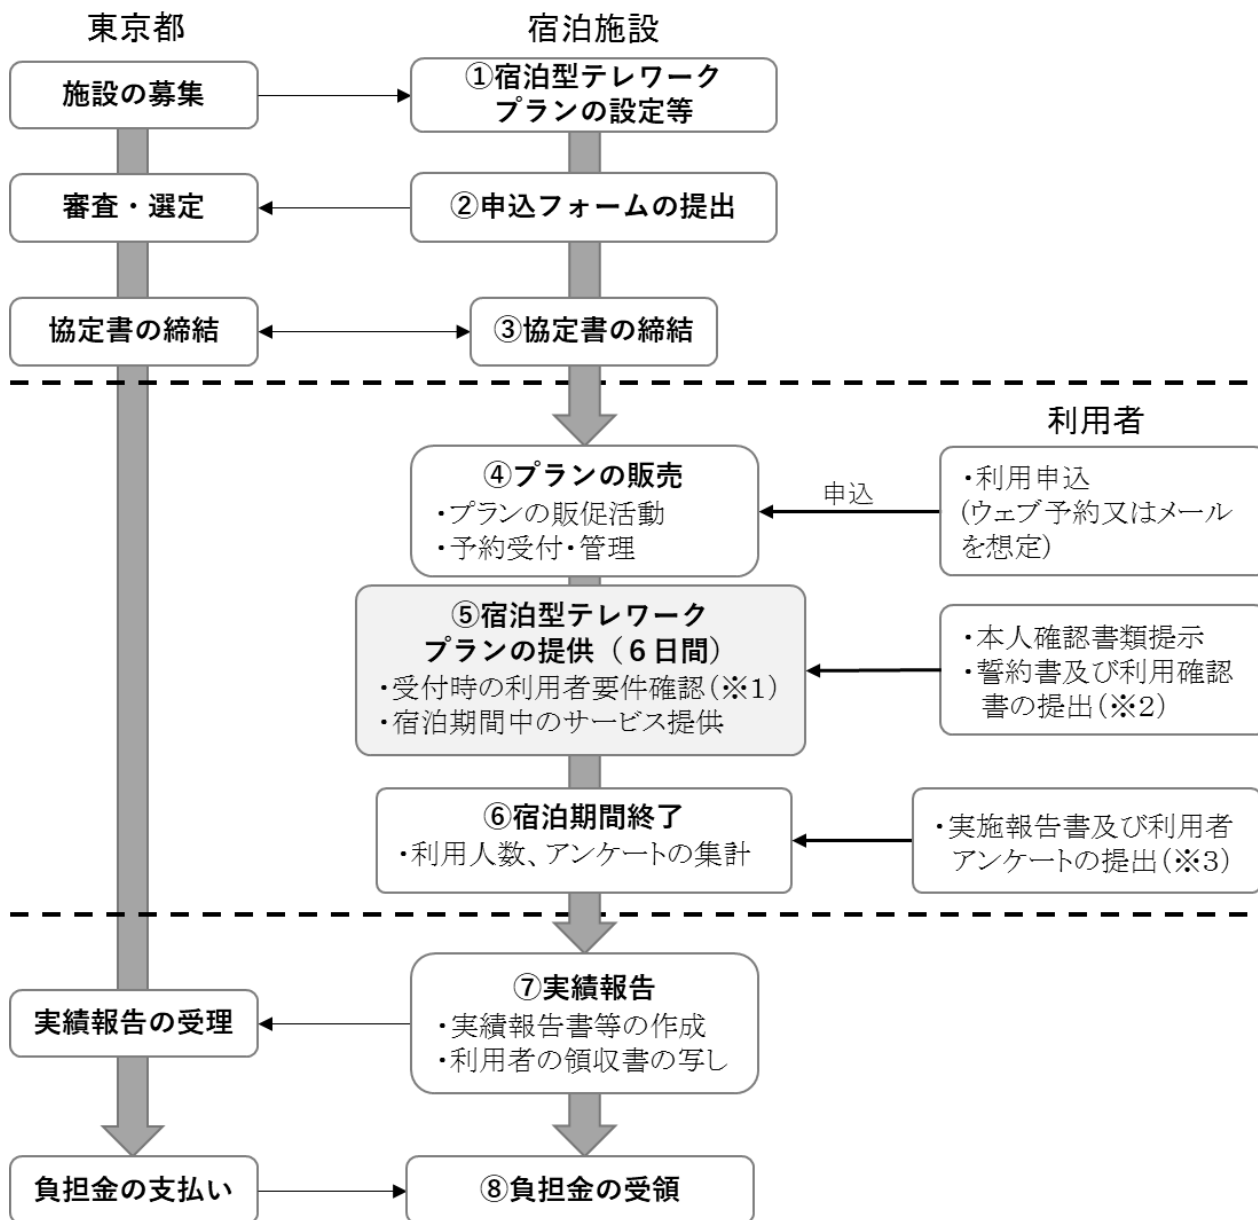 東京都
宿泊施設
施設の募集
①宿泊型テレワーク
プランの設定等
審査・選定
②申込フォームの提出
協定書の締結
③協定書の締結
利用者
④プランの販売
・プランの販促活動
・予約受付・管理
申込
・利用申込
(ウェブ予約又はメール
を想定)
⑤宿泊型テレワーク
プランの提供（６日間）
・受付時の利用者要件確認(※1)
・宿泊期間中のサービス提供
・本人確認書類提示
・誓約書及び利用確認
書の提出(※2)
⑥宿泊期間終了
・利用人数、アンケートの集計
・実施報告書及び利用者
アンケートの提出(※3)
⑦実績報告
・実績報告書等の作成
・利用者の領収書の写し
実績報告の受理
負担金の支払い
⑧負担金の受領